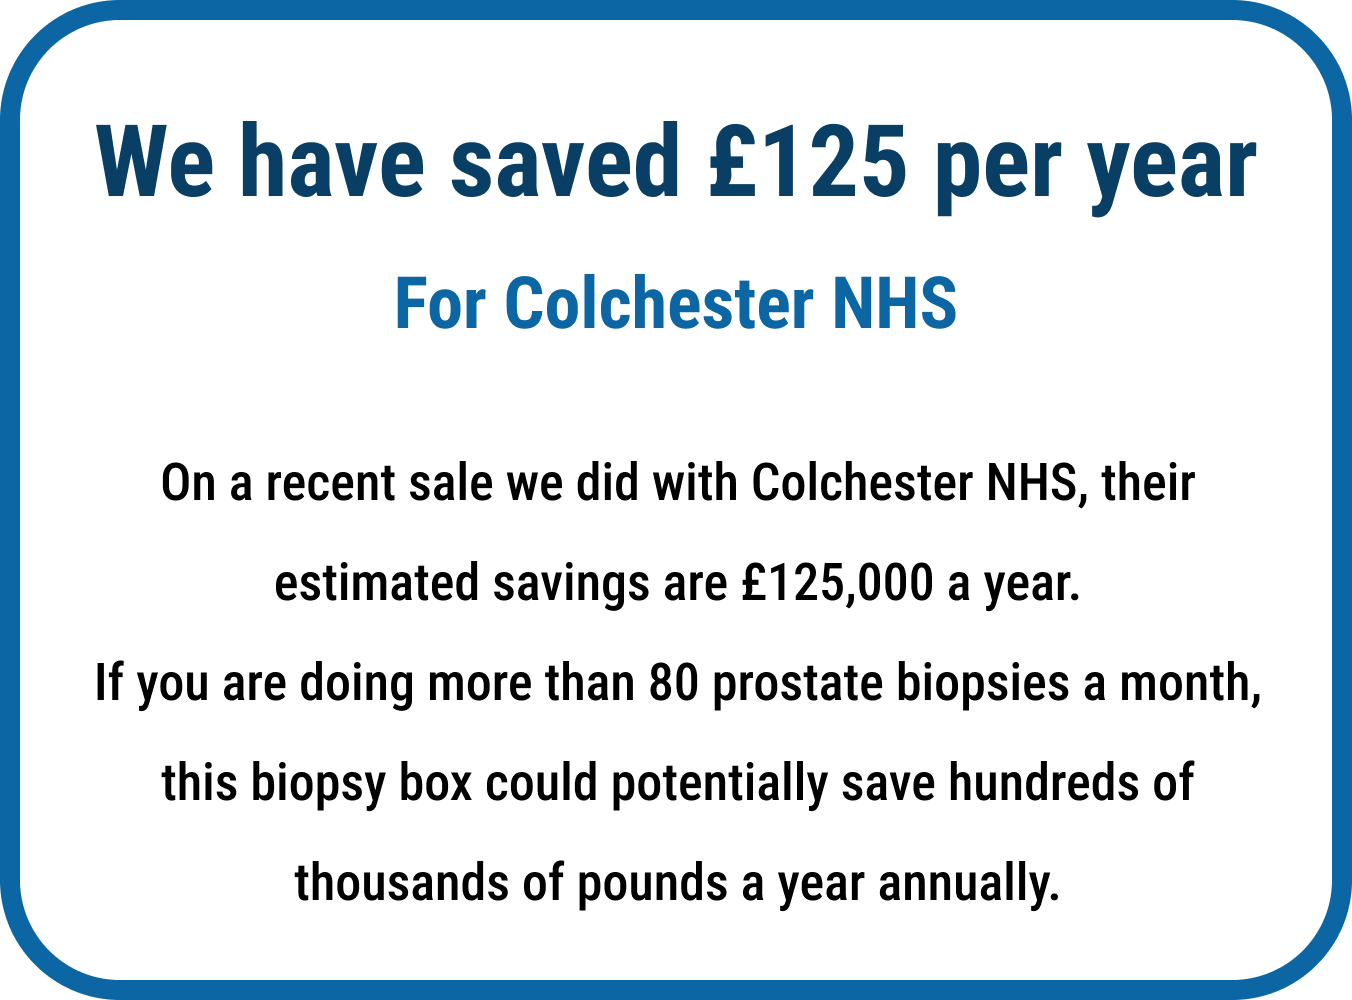 We have saved £125 per year
For Colchester NHS
On a recent sale we did with Colchester NHS, their
estimated savings are £125,000 a year.
If you are doing more than 80 prostate biopsies a month,
this biopsy box could potentially save hundreds of
thousands of pounds a year annually.